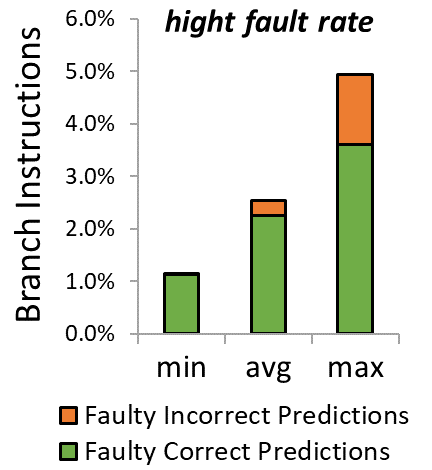 hight fault rate
Branch Instructions
6.0%
5.0%
4.0%
3.0%
2.0%
1.0%
0.0%
min avg max
Faulty Incorrect Predictions
Faulty Correct Predictions